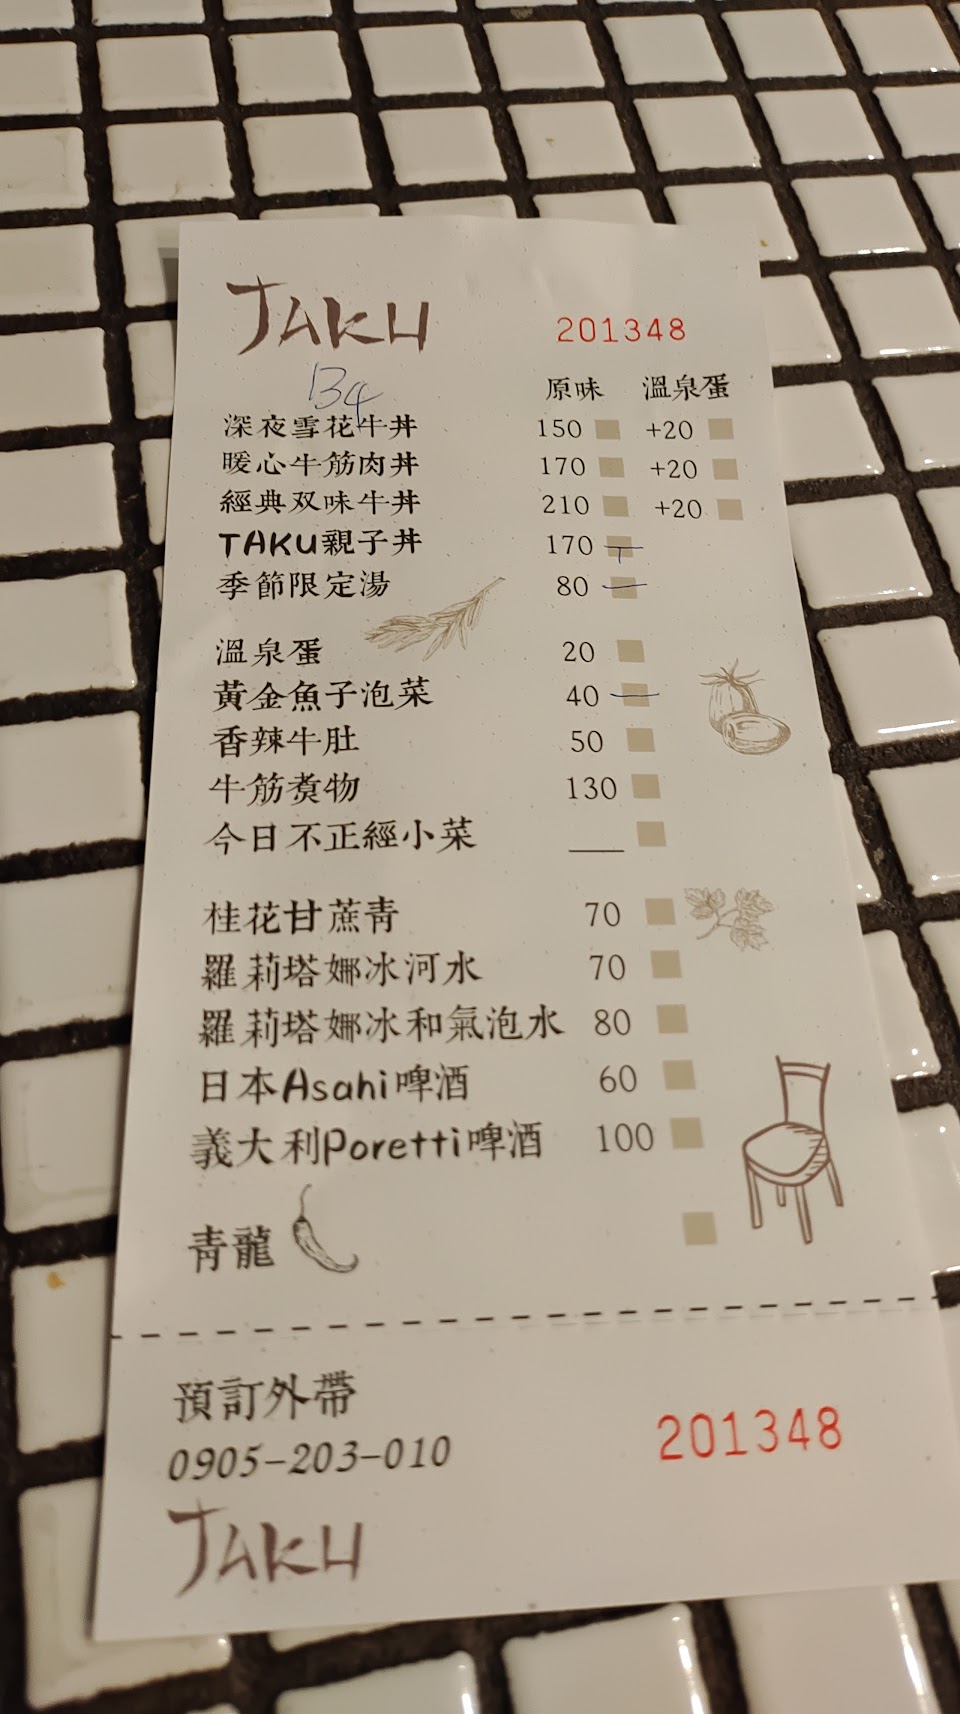 TAKU
201348
B4
原味 溫泉蛋
深夜雪花牛丼 150 +20
暖心牛筋肉丼 170 +20
經典双味牛丼 210 +20
TAKU親子丼 170
季節限定湯 80
溫泉蛋 20
黃金魚子泡菜 40
香辣牛肚 50
牛筋煮物 130
今日不正經小菜 ___
桂花甘蔗青 70
羅莉塔娜冰河水 70
羅莉塔娜冰和氣泡水 80
日本Asahi啤酒 60
義大利Poretti啤酒 100
青龍
預訂外帶
0905-203-010
201348
TAKU